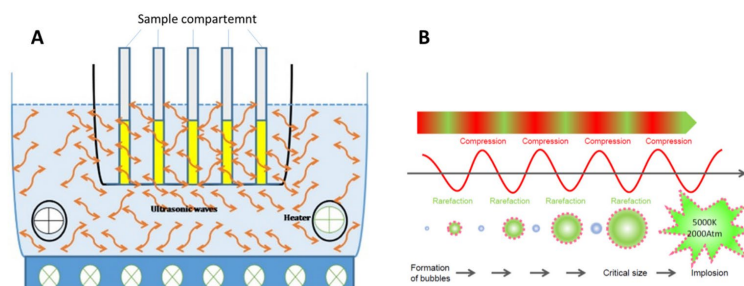 Sample compartemnt
A
Ultrasonic waves
Heater
B
Compression Compression Compression Compression
Rarefaction Rarefaction Rarefaction Rarefaction
5000K
2000Atm
Formation
of bubbles
Critical size
Implosion